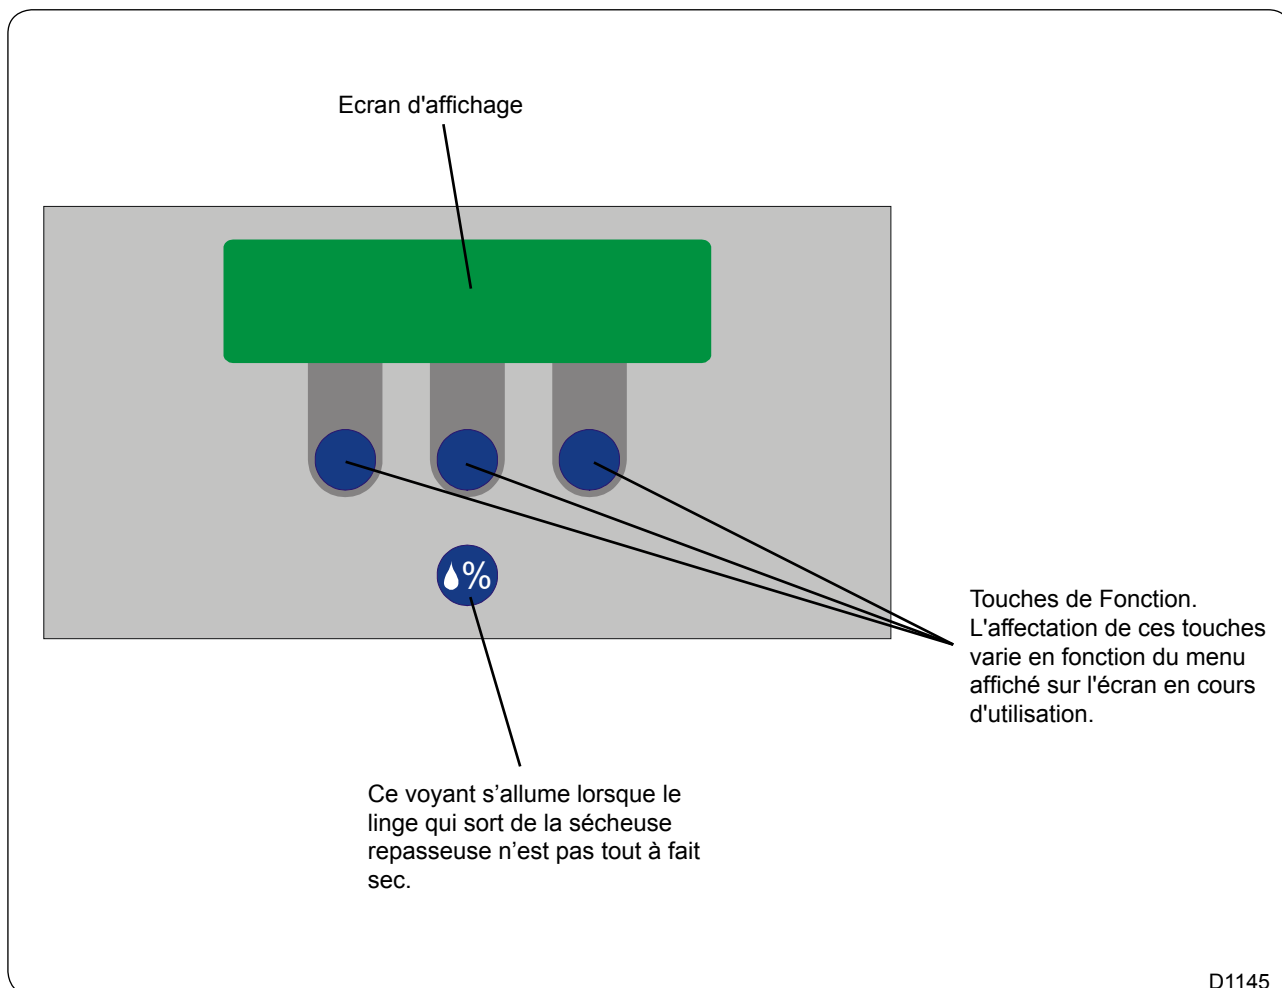 Ecran d'affichage
%
Touches de Fonction.
L'affectation de ces touches
varie en fonction du menu
affiché sur l'écran en cours
d'utilisation.
Ce voyant s’allume lorsque le
linge qui sort de la sécheuse
repasseuse n’est pas tout à fait
sec.
D1145